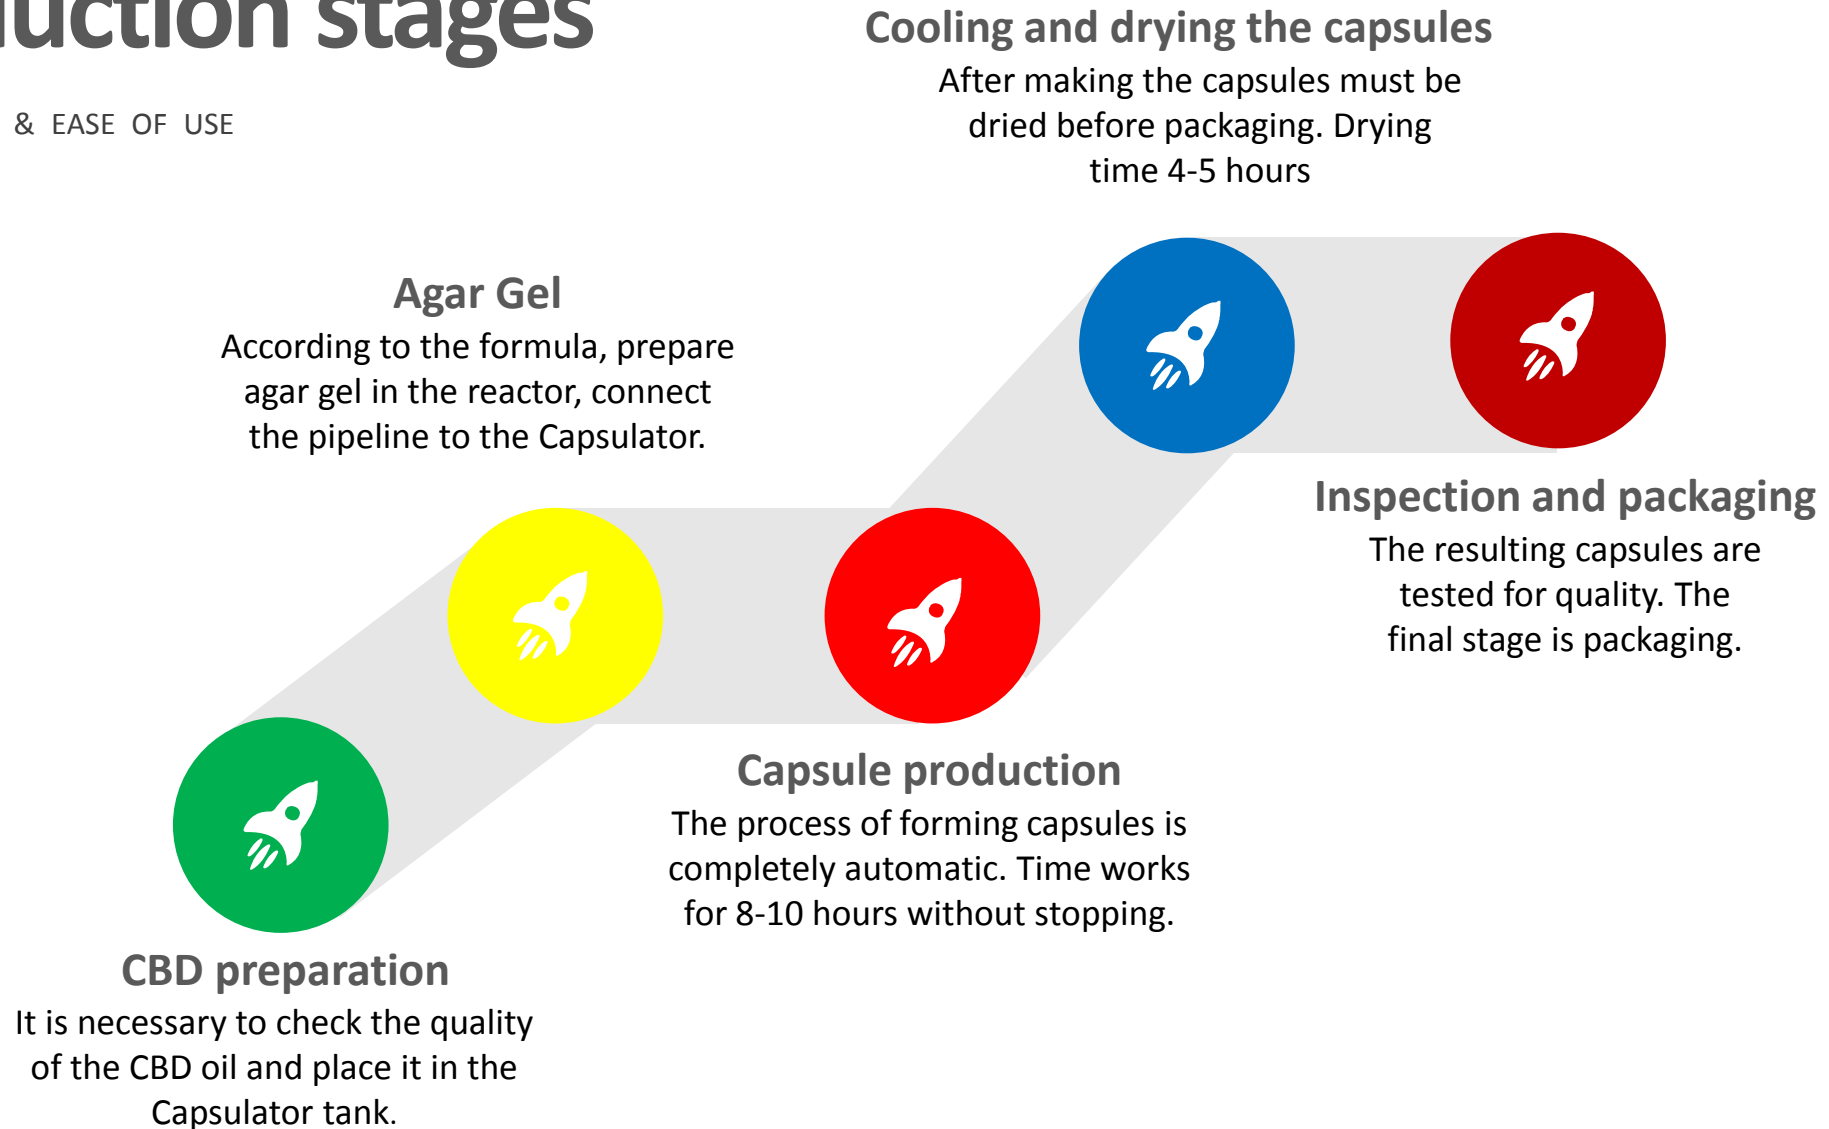 uction stages
& EASE OF USE
Cooling and drying the capsules
After making the capsules must be
dried before packaging. Drying
time 4-5 hours
Agar Gel
According to the formula, prepare
agar gel in the reactor, connect
the pipeline to the Capsulator.
Inspection and packaging
The resulting capsules are
tested for quality. The
final stage is packaging.
Capsule production
The process of forming capsules is
completely automatic. Time works
for 8-10 hours without stopping.
CBD preparation
It is necessary to check the quality
of the CBD oil and place it in the
Capsulator tank.